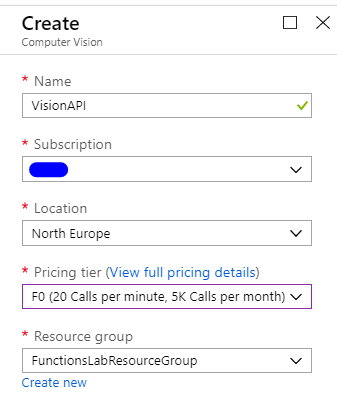 Create
Computer Vision
* Name
VisionAPI
* Subscription
* Location
North Europe
* Pricing tier (View full pricing details)
F0 (20 Calls per minute, 5K Calls per month)
* Resource group
FunctionsLabResourceGroup
Create new